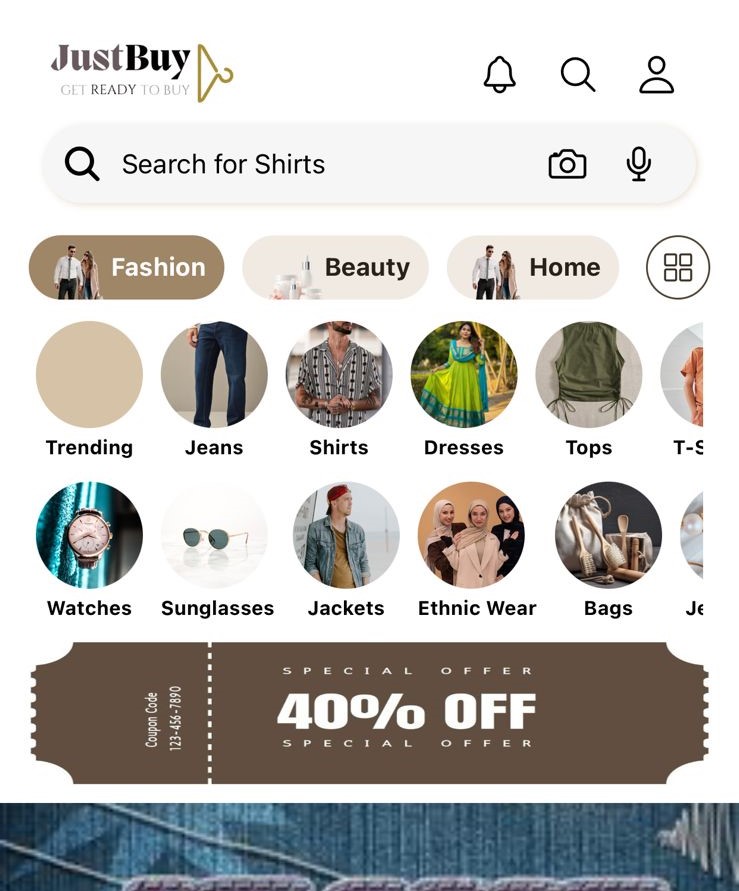 JustBuy
GET READY TO BUY
Search for Shirts
Fashion
Beauty
Home
Trending
Jeans
Shirts
Dresses
Tops
T-S
Watches
Sunglasses
Jackets
Ethnic Wear
Bags
Je
Coupon Code
123-456-7890
SPECIAL OFFER
40% OFF
SPECIAL OFFER